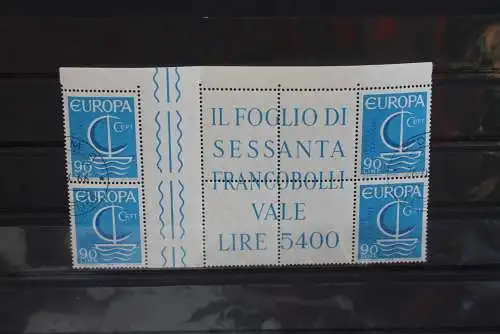 EUROPA
CEPT
90
LIRE
EUROPA
CEPT
90
IL FOGLIO DI
SESSANTA
FRANCOBOLLI
VALE
LIRE 5400
EUROPA
CEPT
90
LIRE
EUROPA
CEPT
90